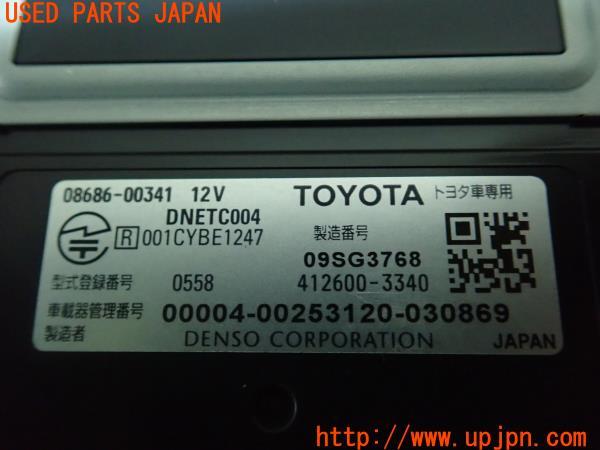 USED PARTS JAPAN
08686-00341 12V TOYOTA トヨタ車専用
DNETC004
R 001CYBE1247 製造番号
09SG3768
型式登録番号 0558 412600-3340
車載器管理番号 00004-00253120-030869
製造者 DENSO CORPORATION JAPAN
UPJ
http://www.upjpn.com